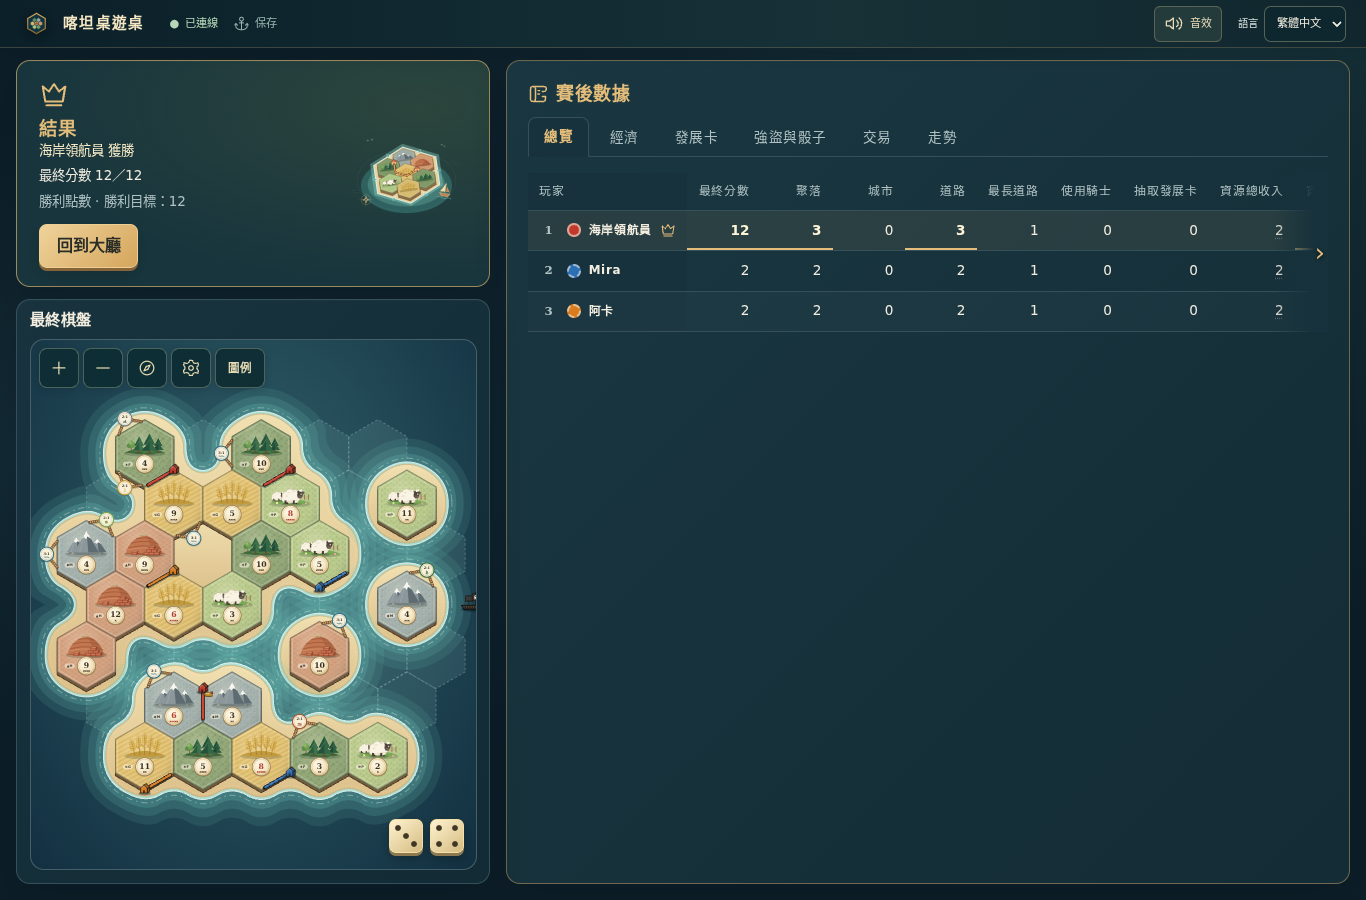 喀坦桌遊桌
已連線
保存
音效
語言
繁體中文
結果
海岸領航員 獲勝
最終分數 12／12
勝利點數 · 勝利目標：12
回到大廳
最終棋盤
圖例
4
10
9
5
8
11
4
9
10
5
12
6
3
4
9
10
6
3
11
5
8
3
2
賽後數據
總覽
經濟
發展卡
強盜與骰子
交易
走勢
玩家 最終分數 聚落 城市 道路 最長道路 使用騎士 抽取發展卡 資源總收入
1 海岸領航員 12 3 0 3 1 0 0 2
2 Mira 2 2 0 2 1 0 0 2
3 阿卡 2 2 0 2 1 0 0 2